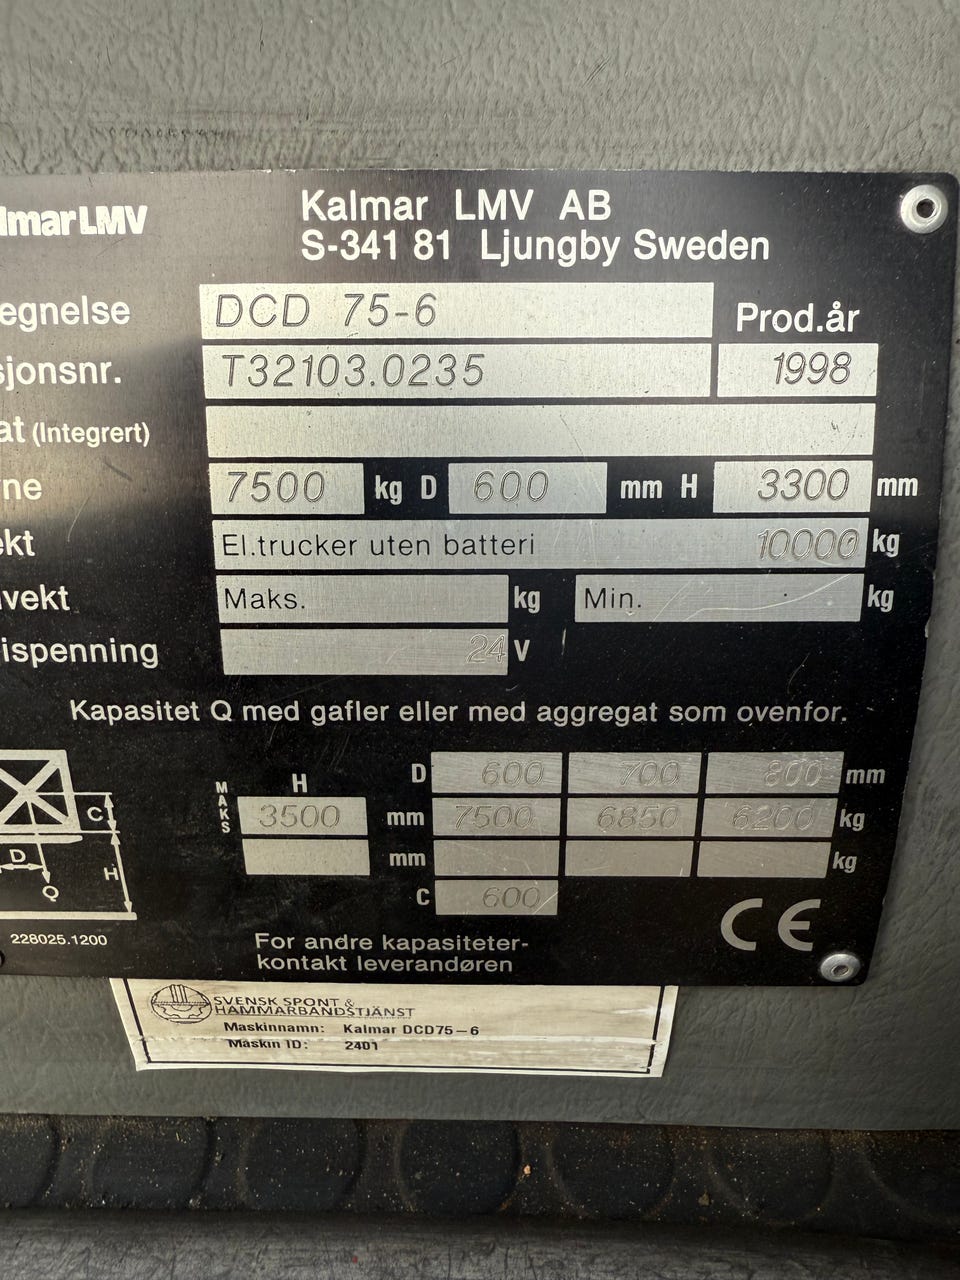 lmarLMV
Kalmar LMV AB
S-341 81 Ljungby Sweden
egnelse DCD 75-6 Prod.år
sjonsnr. T32103.0235 1998
at (Integrert)
ne 7500 kg D 600 mm H 3300 mm
ekt El.trucker uten batteri 10000 kg
vekt Maks. kg Min. kg
ispenning 24 V
Kapasitet Q med gafler eller med aggregat som ovenfor.
MAKS H D 600 700 800 mm
3500 mm 7500 6850 6200 kg
mm kg
C 600
C
D
H
Q
228025.1200
CE
For andre kapasiteter-
kontakt leverandøren
SVENSK SPONT &
HAMMARBANDSTJÄNST
Maskinnamn: Kalmar DCD75-6
Maskin ID: 2401